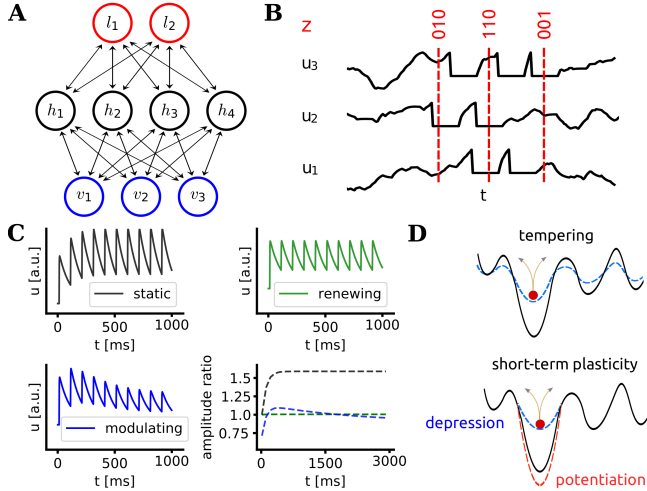 A
l1 l2
h1 h2 h3 h4
v1 v2 v3
B
z 010 110 001
u3
u2
u1
t
C
u [a.u.]
static
0 500 1000
t [ms]
u [a.u.]
renewing
0 500 1000
t [ms]
u [a.u.]
modulating
0 500 1000
t [ms]
amplitude ratio
1.5
1.0
0.75
0 1500 3000
t [ms]
D
tempering
short-term plasticity
depression
potentiation